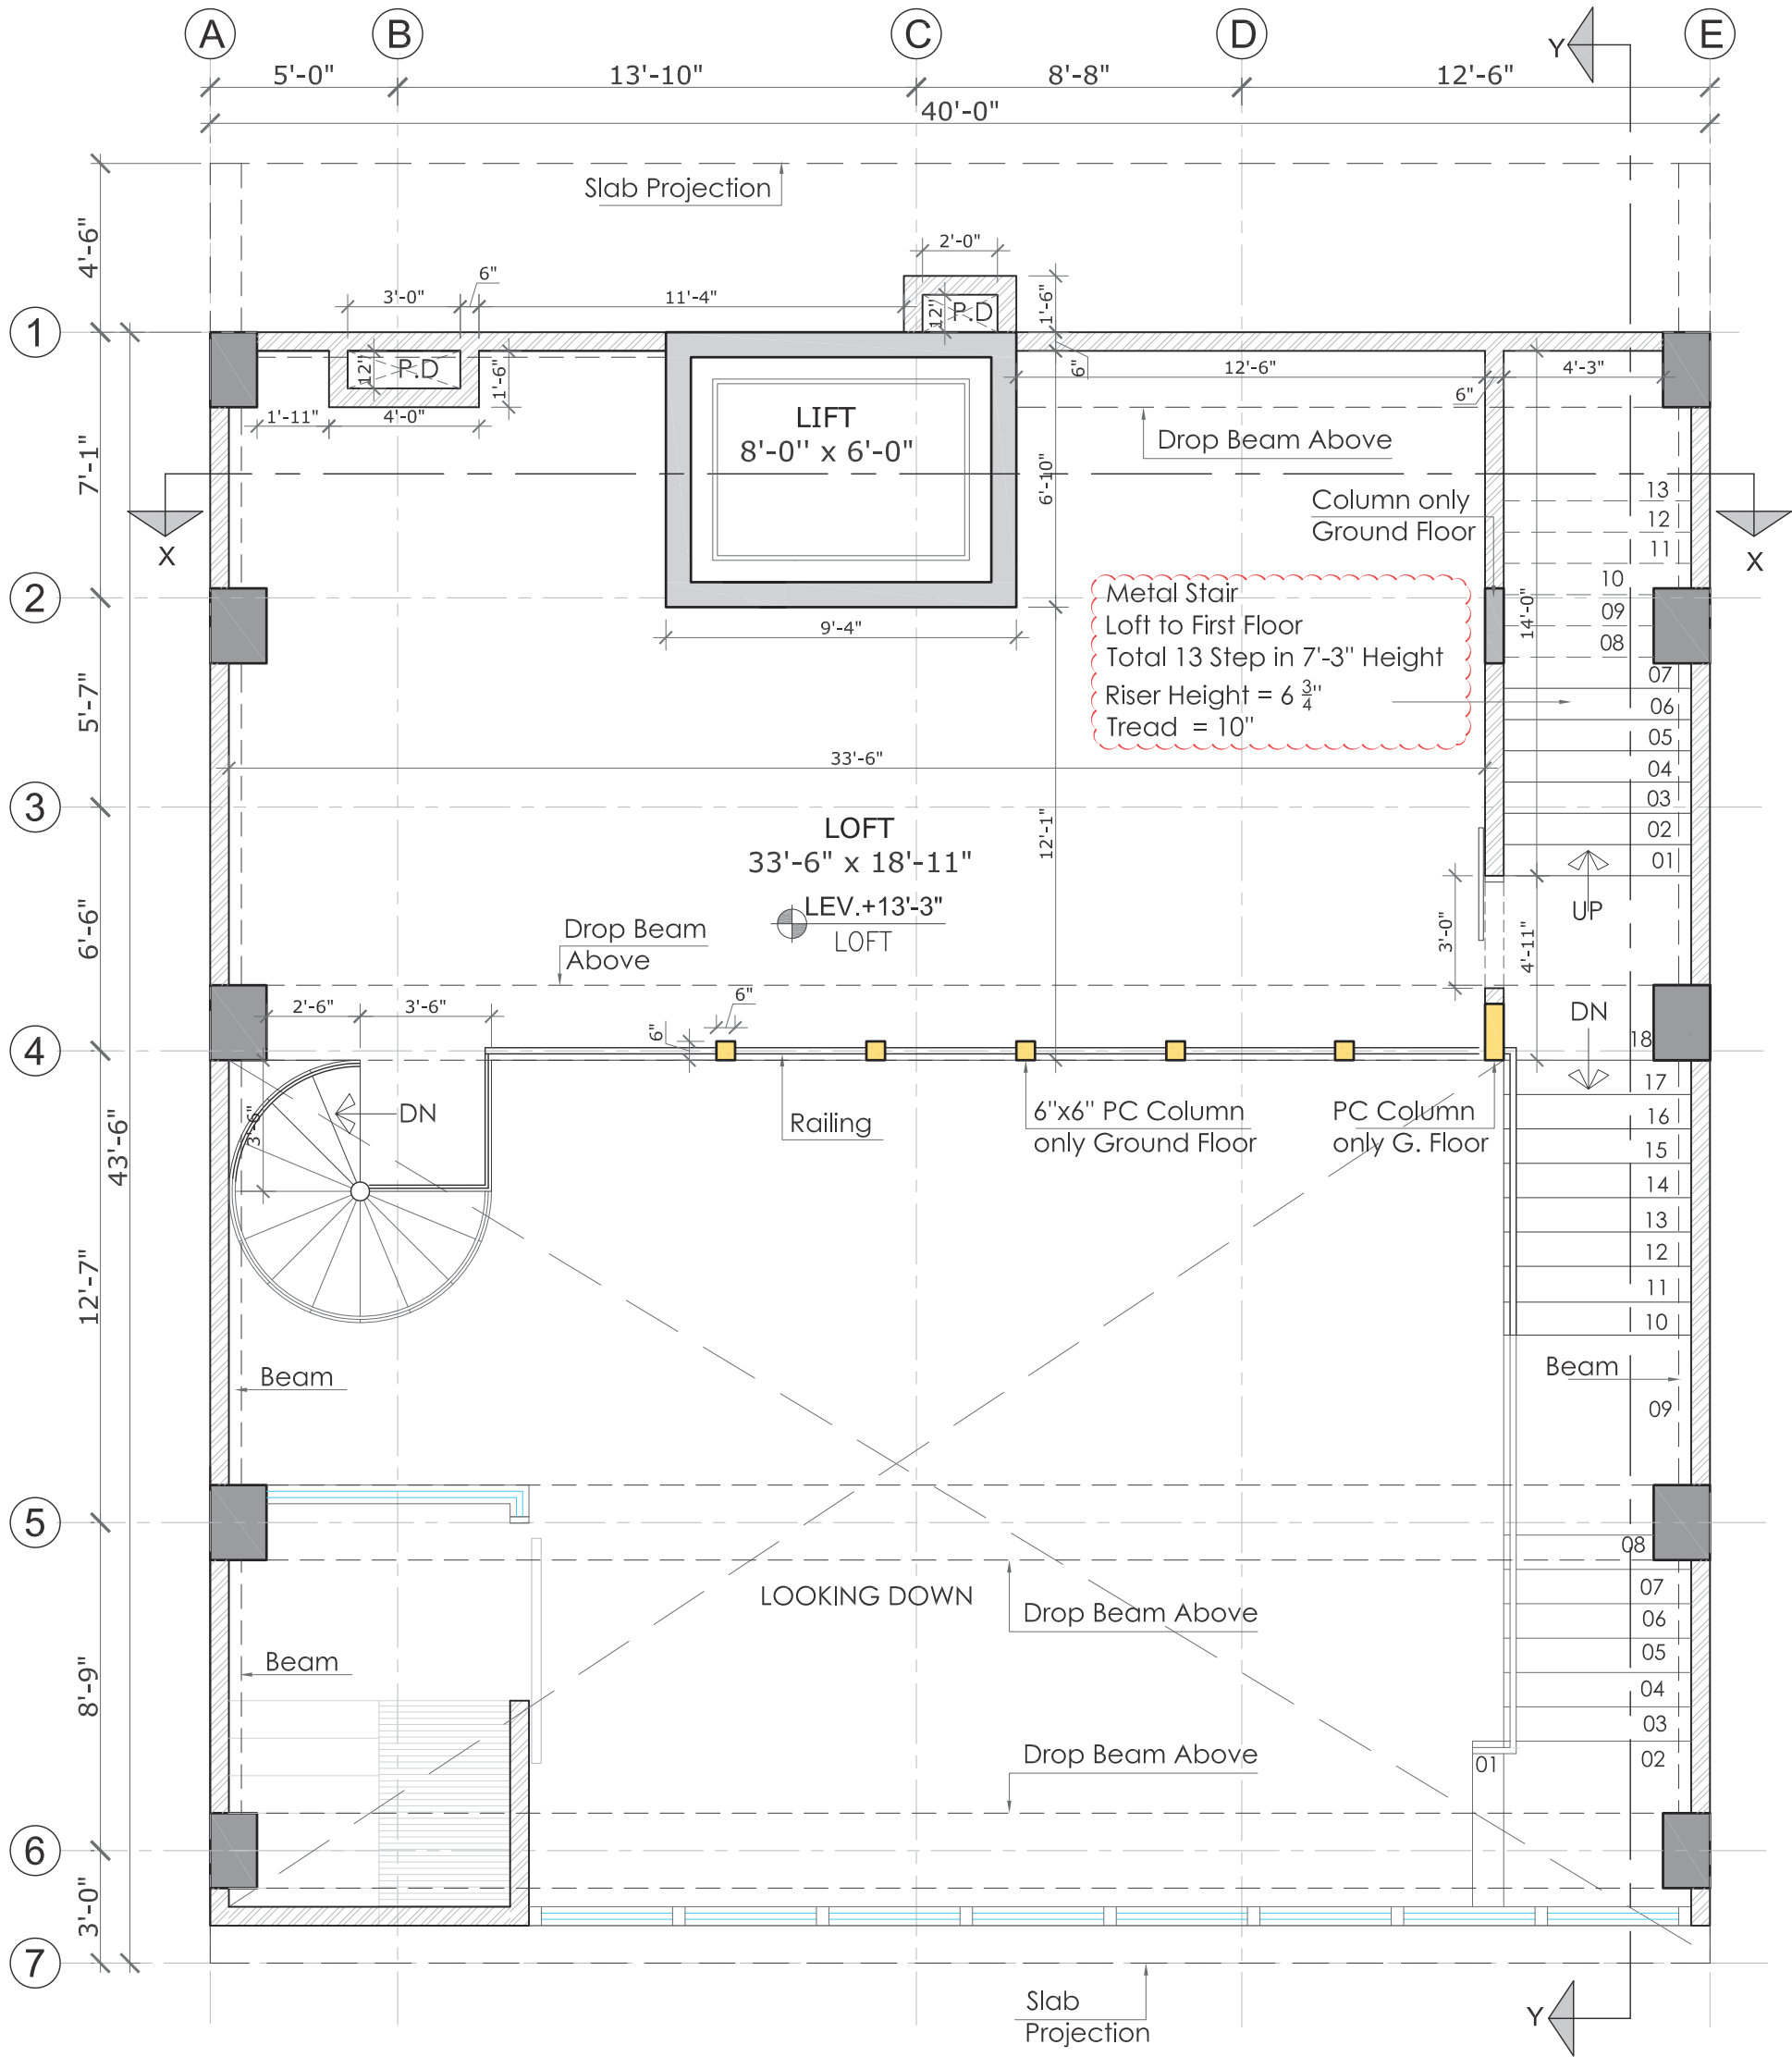 A
B
C
D
E
Y
5'-0"
13'-10"
8'-8"
12'-6"
40'-0"
Slab Projection
4'-6"
2'-0"
6"
3'-0"
11'-4"
12"
P.D
1'-6"
1
12"
P.D
1'-6"
6"
12'-6"
4'-3"
6"
1'-11"
4'-0"
LIFT
8'-0'' x 6'-0"
Drop Beam Above
7'-1"
6'-10"
Column only
Ground Floor
13
12
11
10
09
08
07
06
05
04
03
02
01
X
X
2
Metal Stair
Loft to First Floor
Total 13 Step in 7'-3" Height
Riser Height = 6 3/4"
Tread = 10"
14'-0"
9'-4"
5'-7"
33'-6"
3
LOFT
33'-6" x 18'-11"
12'-1"
LEV.+13'-3"
LOFT
6'-6"
Drop Beam
Above
3'-0"
4'-11"
UP
2'-6"
3'-6"
6"
6"
DN
4
18
17
16
15
14
13
12
11
10
09
08
07
06
05
04
03
02
01
3'-6"
DN
Railing
6"x6" PC Column
only Ground Floor
PC Column
only G. Floor
43'-6"
12'-7"
Beam
Beam
5
LOOKING DOWN
Drop Beam Above
Beam
8'-9"
Drop Beam Above
6
3'-0"
7
Slab
Projection
Y